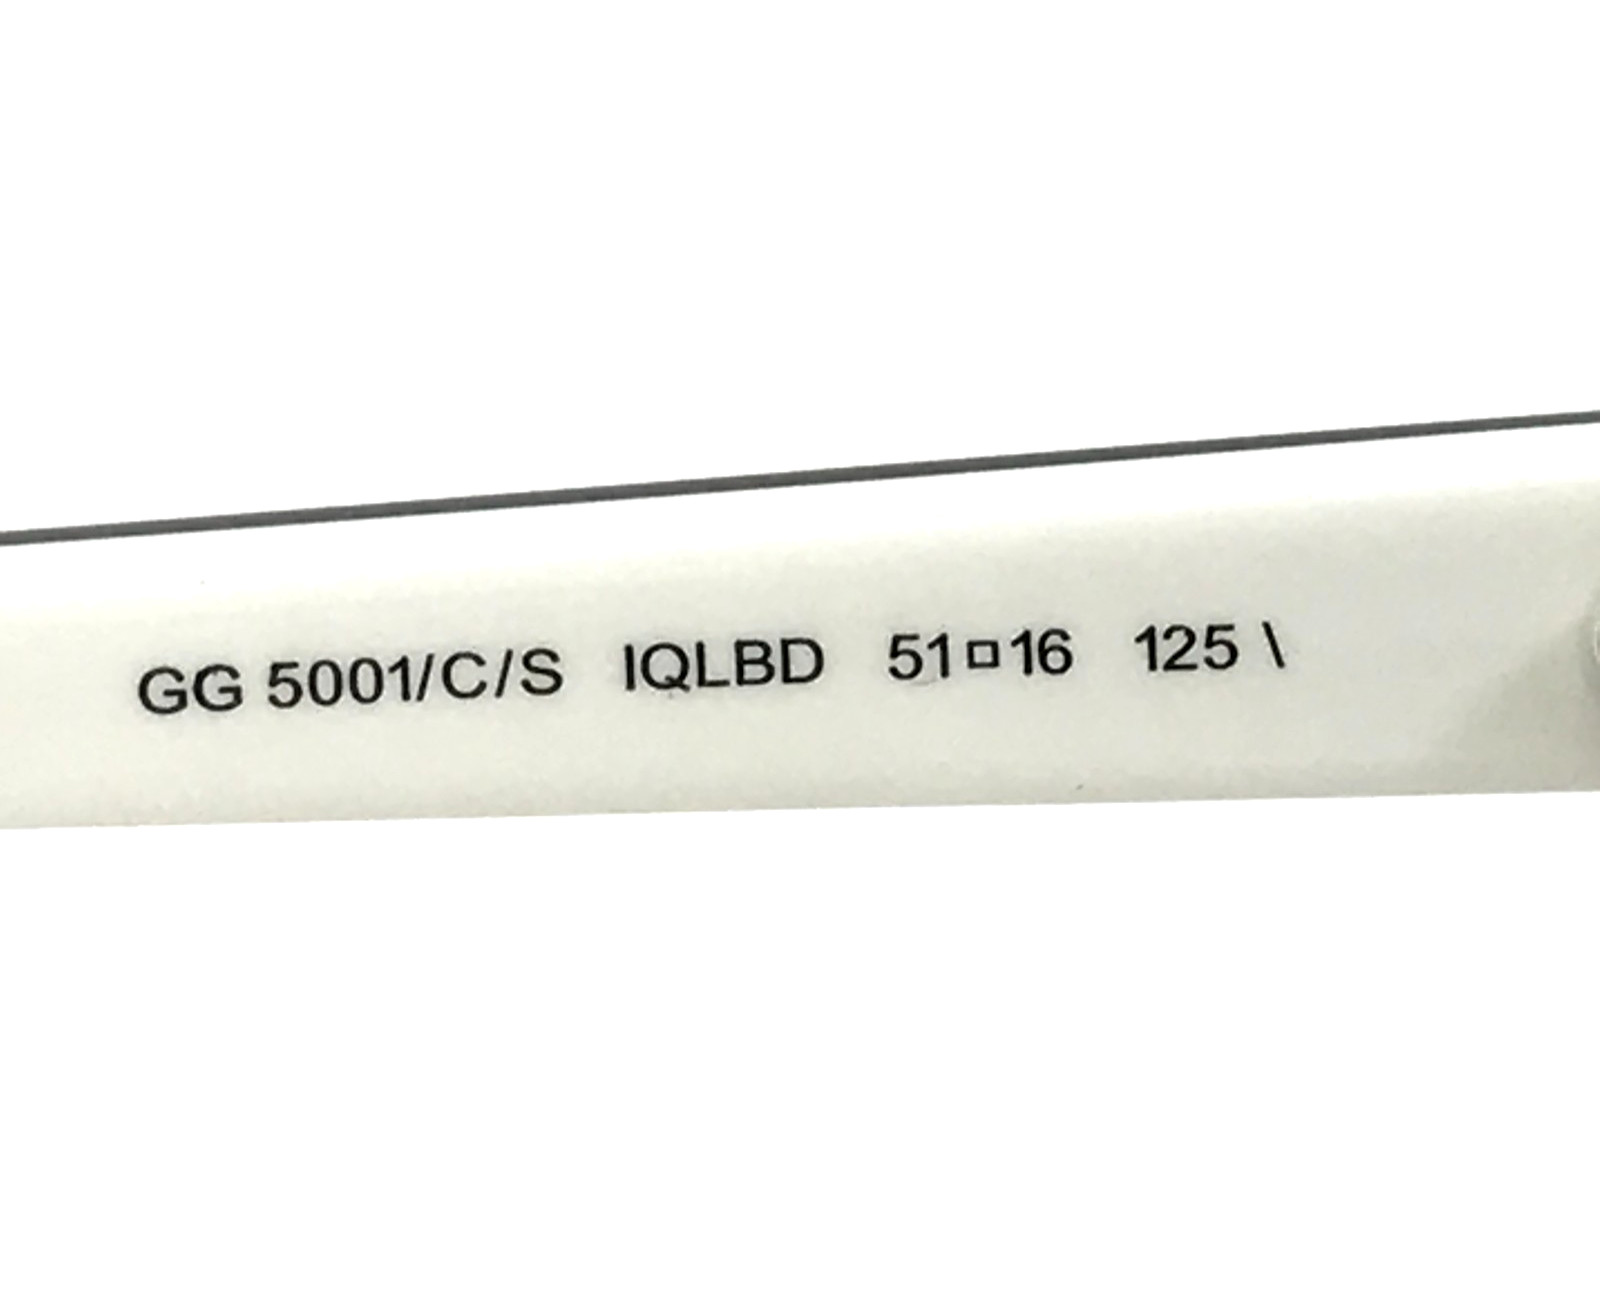 GG 5001/C/S IQLBD 51□16 125 \